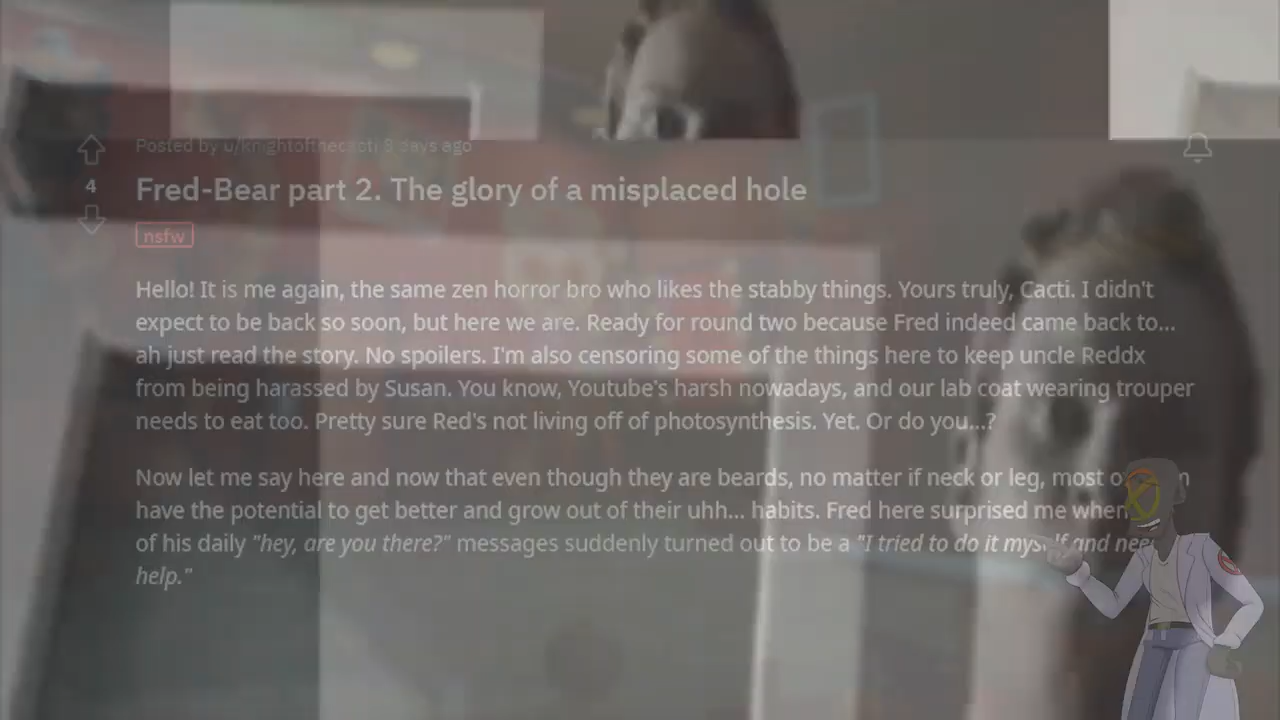 Posted by u/knightofthecacti 8 days ago
4
Fred-Bear part 2. The glory of a misplaced hole
nsfw
Hello! It is me again, the same zen horror bro who likes the stabby things. Yours truly, Cacti. I didn't
expect to be back so soon, but here we are. Ready for round two because Fred indeed came back to...
ah just read the story. No spoilers. I'm also censoring some of the things here to keep uncle Reddx
from being harassed by Susan. You know, Youtube's harsh nowadays, and our lab coat wearing trouper
needs to eat too. Pretty sure Red's not living off of photosynthesis. Yet. Or do you...?
Now let me say here and now that even though they are beards, no matter if neck or leg, most
have the potential to get better and grow out of their uhh... habits. Fred here surprised me when
of his daily "hey, are you there?" messages suddenly turned out to be a "I tried to do it myself and
help."